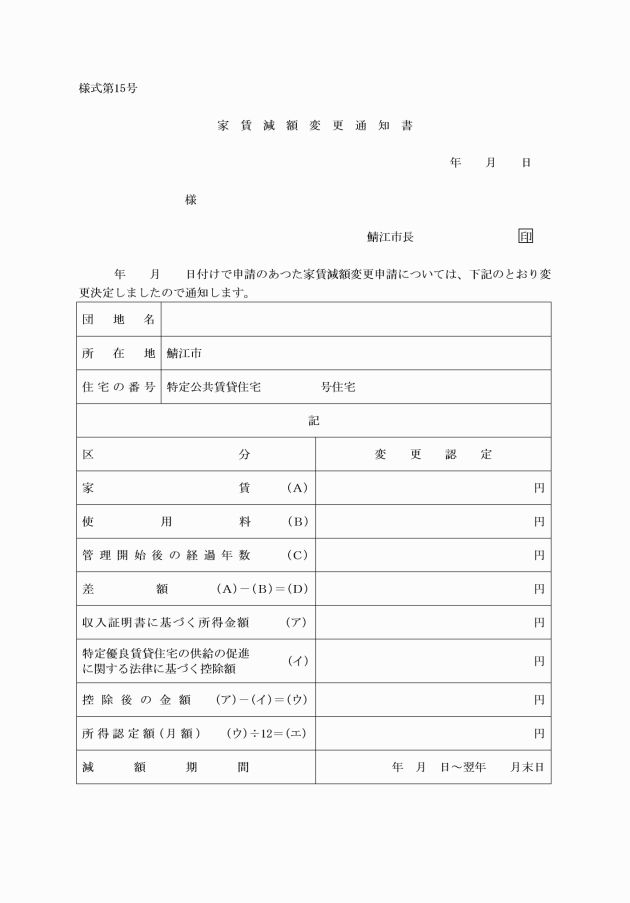 様式第15号
家賃減額変更通知書
年　　月　　日
様
鯖江市長　　　　　　　　　印
年　　月　　日付けで申請のあつた家賃減額変更申請については、下記のとおり変
更決定しましたので通知します。
団地名
所在地　鯖江市
住宅の番号　特定公共賃貸住宅　　　　　号住宅
記
区分　変更認定
家賃　（A）　円
使用料　（B）　円
管理開始後の経過年数　（C）　円
差額　（A）－（B）＝（D）　円
収入証明書に基づく所得金額　（ア）　円
特定優良賃貸住宅の供給の促進
に関する法律に基づく控除額　（イ）　円
控除後の金額　（ア）－（イ）＝（ウ）　円
所得認定額（月額）　（ウ）÷12＝（エ）　円
減額期間　年　月　日～翌年　　月末日